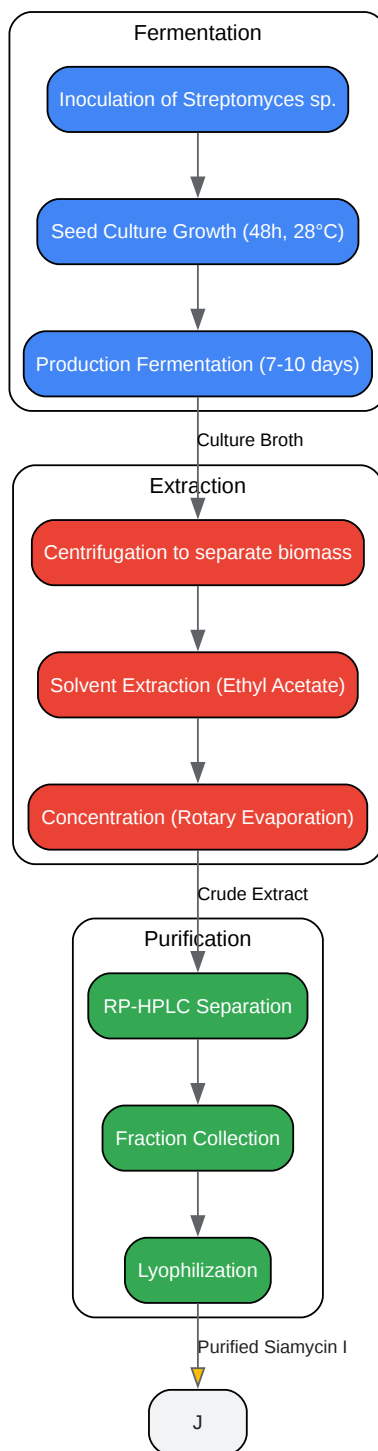 Fermentation
Inoculation of Streptomyces sp.
Seed Culture Growth (48h, 28°C)
Production Fermentation (7-10 days)
Culture Broth
Extraction
Centrifugation to separate biomass
Solvent Extraction (Ethyl Acetate)
Concentration (Rotary Evaporation)
Crude Extract
Purification
RP-HPLC Separation
Fraction Collection
Lyophilization
Purified Siamycin I
J